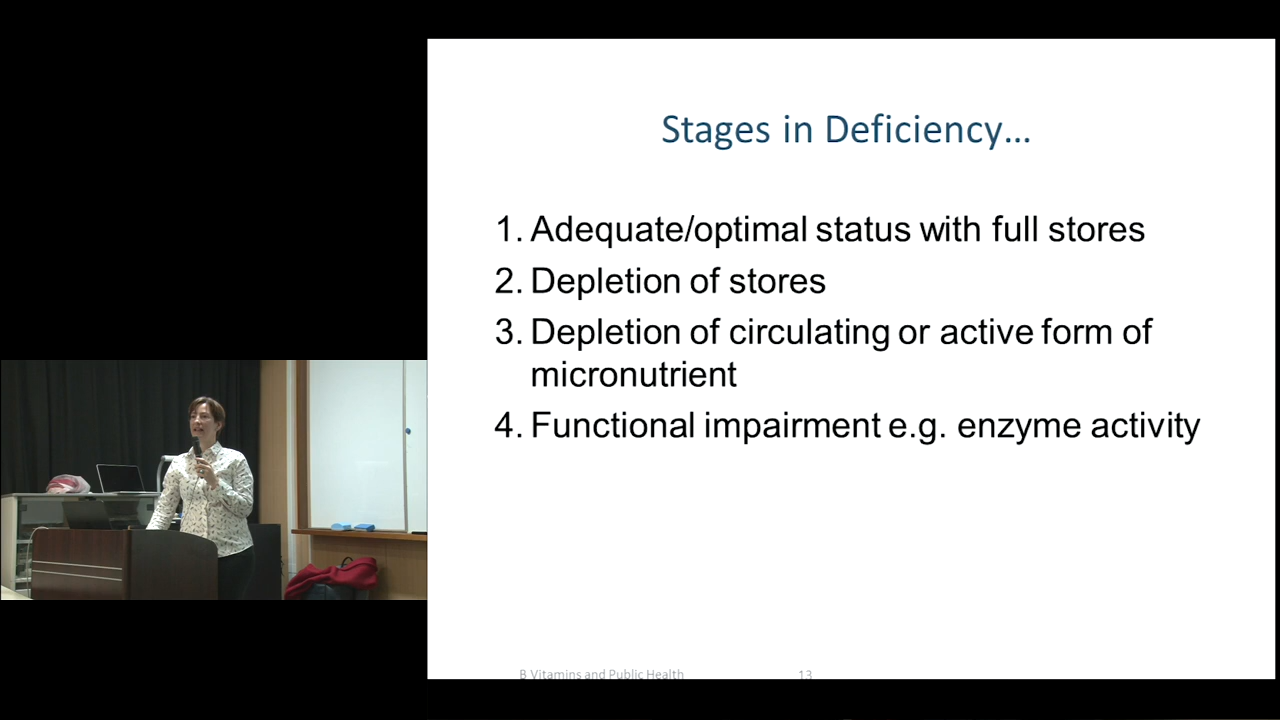 Stages in Deficiency...
1. Adequate/optimal status with full stores
2. Depletion of stores
3. Depletion of circulating or active form of
micronutrient
4. Functional impairment e.g. enzyme activity
B Vitamins and Public Health 13